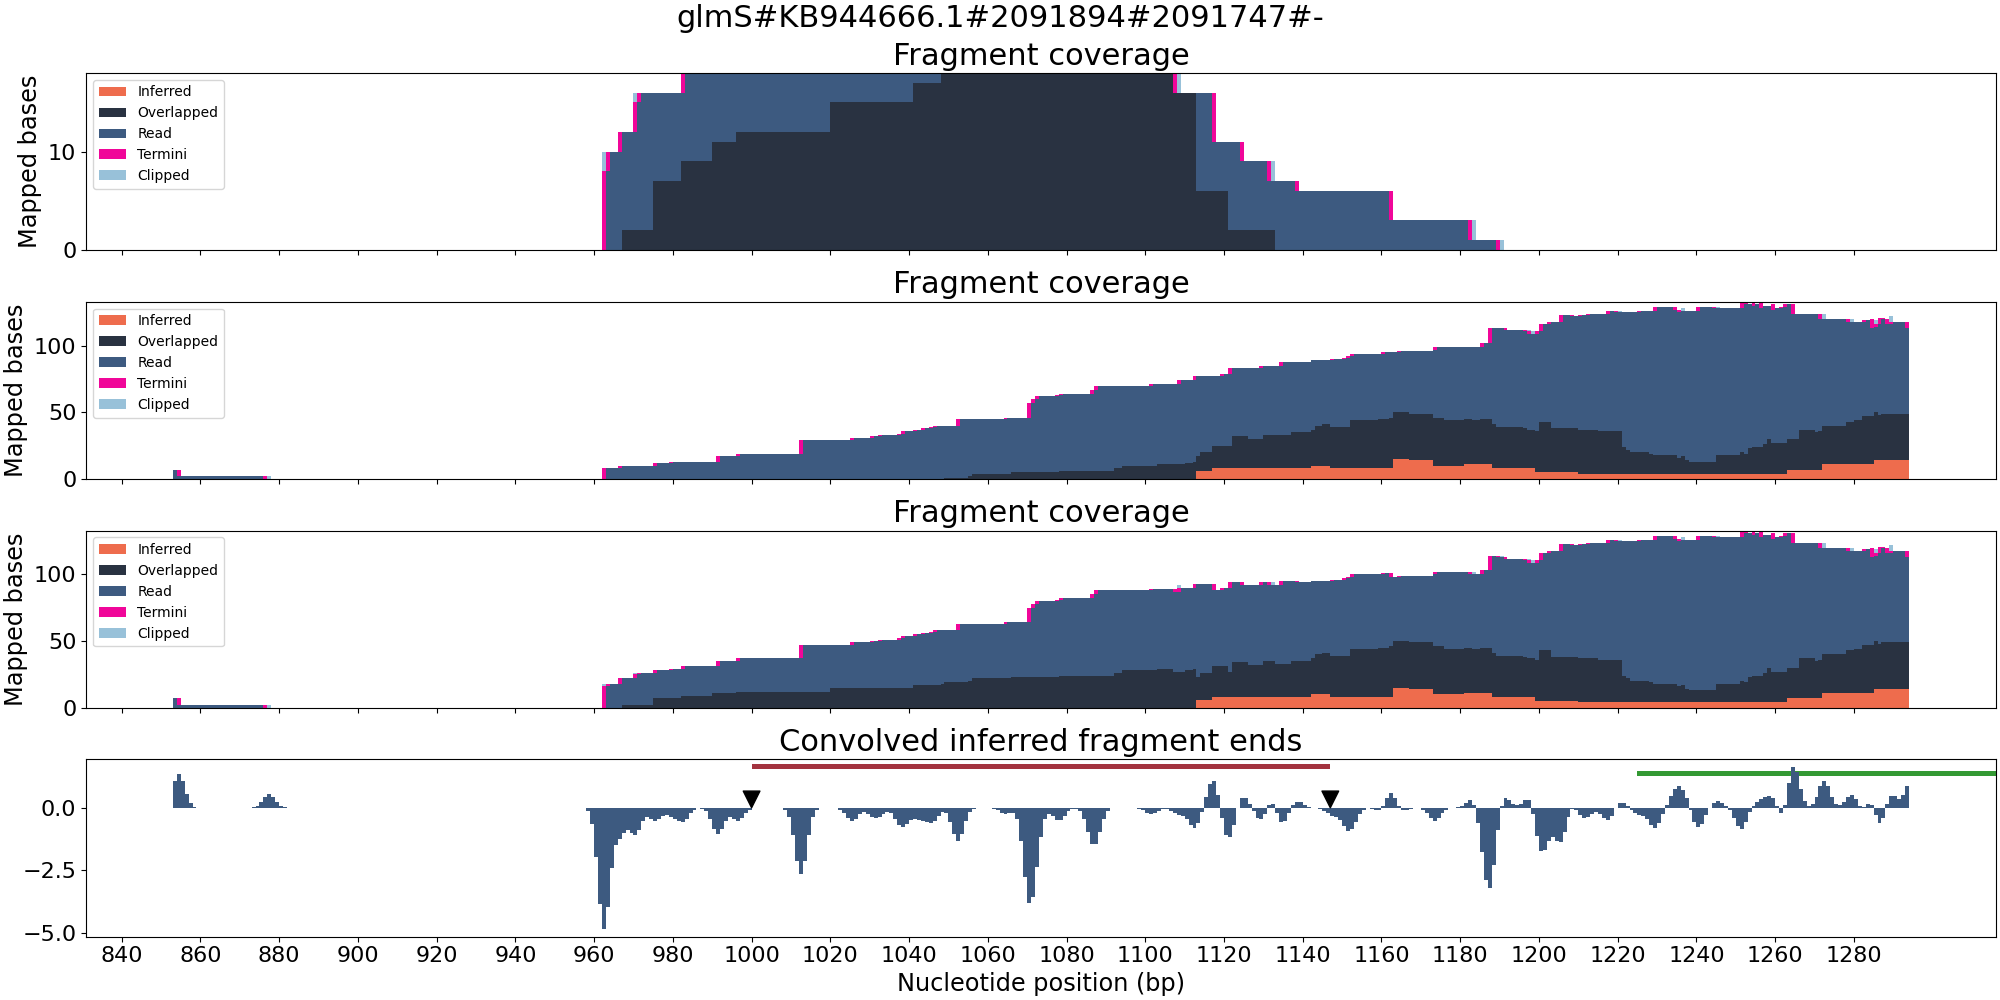 glmS#KB944666.1#2091894#2091747#-
Fragment coverage
Mapped bases
10
0
Inferred
Overlapped
Read
Termini
Clipped
Fragment coverage
Mapped bases
100
50
0
Inferred
Overlapped
Read
Termini
Clipped
Fragment coverage
Mapped bases
100
50
0
Inferred
Overlapped
Read
Termini
Clipped
Convolved inferred fragment ends
0.0
−2.5
−5.0
840 860 880 900 920 940 960 980 1000 1020 1040 1060 1080 1100 1120 1140 1160 1180 1200 1220 1240 1260 1280
Nucleotide position (bp)